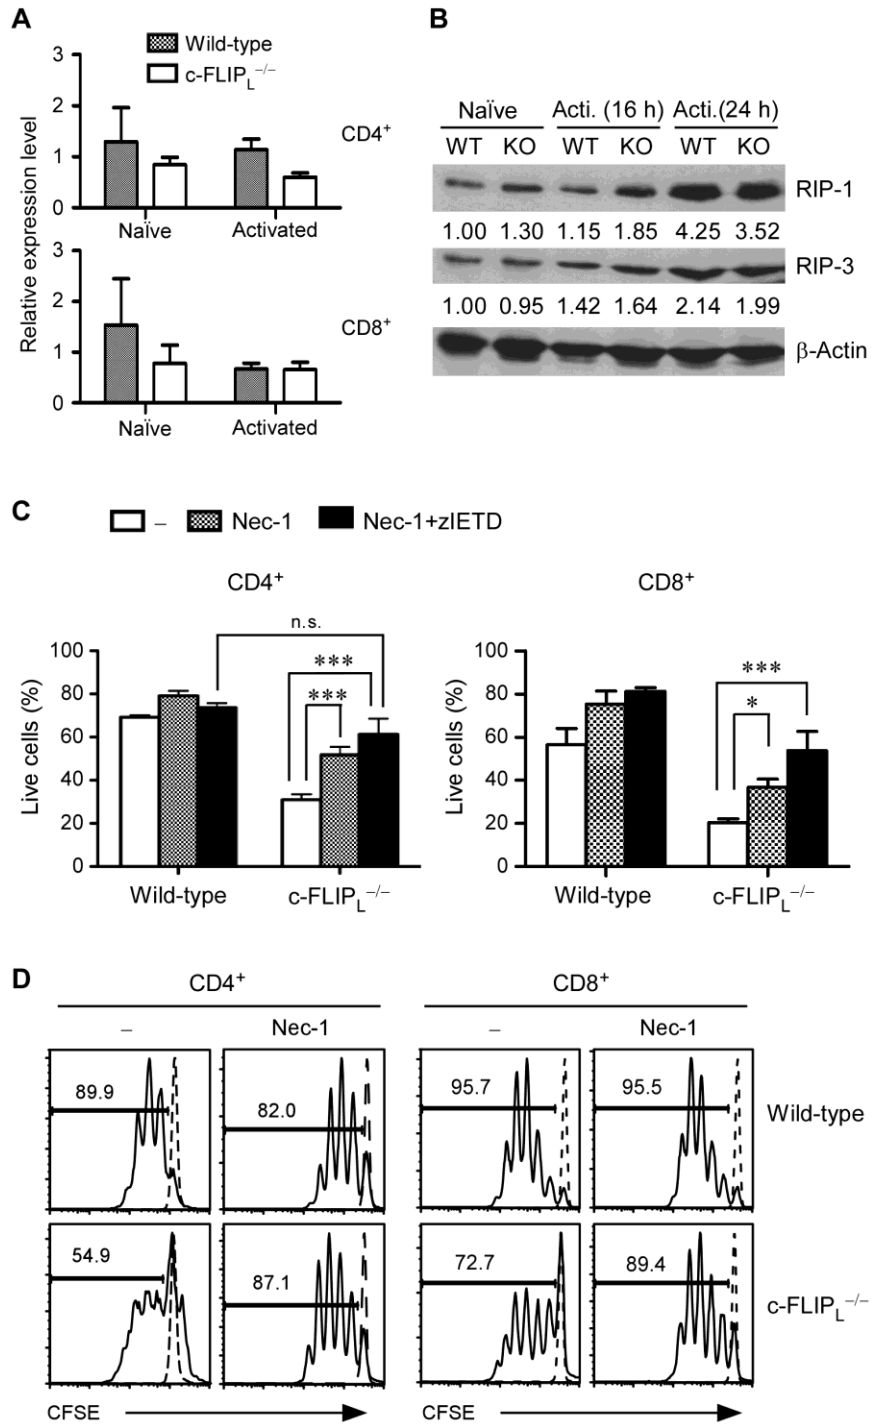 A
Wild-type
c-FLIPL−/−
Relative expression level
3
2
1
0
CD4+
Naïve Activated
3
2
1
0
CD8+
Naïve Activated
B
Naïve Acti. (16 h) Acti.(24 h)
WT KO WT KO WT KO
RIP-1
1.00 1.30 1.15 1.85 4.25 3.52
RIP-3
1.00 0.95 1.42 1.64 2.14 1.99
β-Actin
C
– Nec-1 Nec-1+zIETD
CD4+
n.s.
***
***
Live cells (%)
100
80
60
40
20
0
Wild-type c-FLIPL−/−
CD8+
***
*
Live cells (%)
100
80
60
40
20
0
Wild-type c-FLIPL−/−
D
CD4+ CD8+
– Nec-1 – Nec-1
89.9 82.0 95.7 95.5 Wild-type
54.9 87.1 72.7 89.4 c-FLIPL−/−
CFSE CFSE